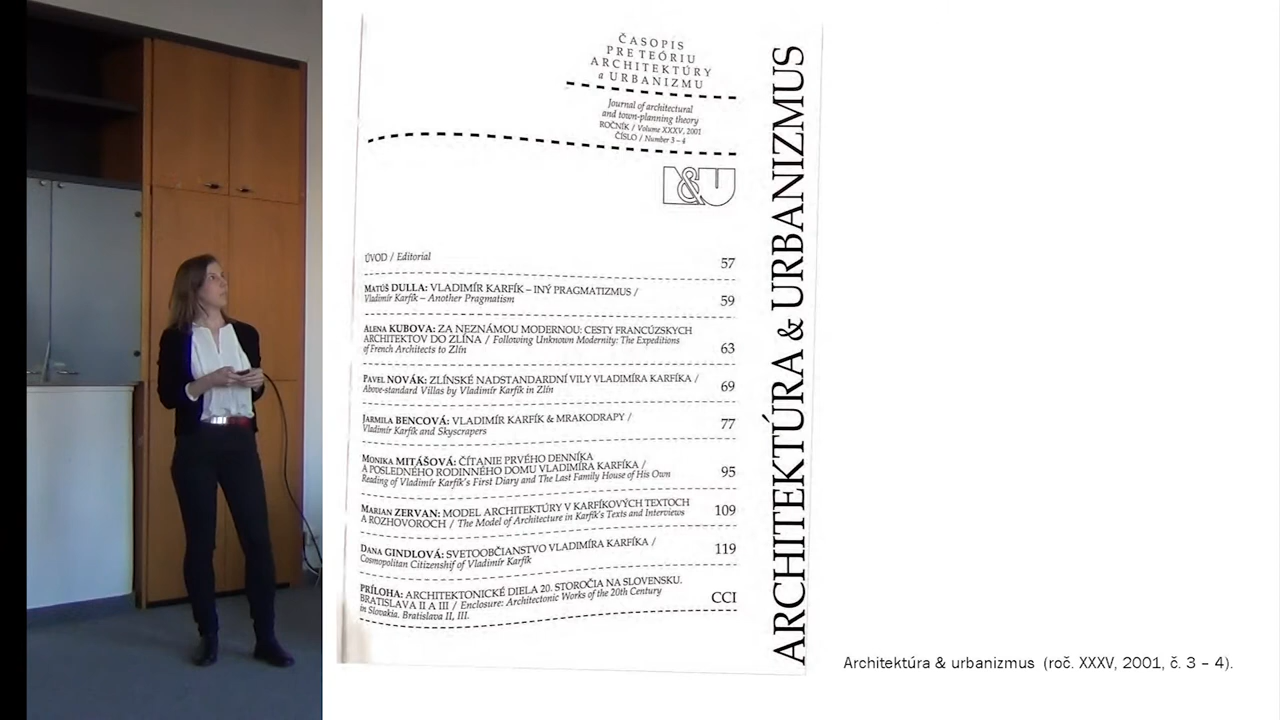 ČASOPIS
PRE TEÓRIU
ARCHITEKTÚRY
a URBANIZMU
Journal of architectural
and town-planning theory
ROČNÍK / Volume XXXV, 2001
ČÍSLO / Number 3 – 4
A&U
ÚVOD / Editorial 57
MATÚŠ DULLA: VLADIMÍR KARFÍK – INÝ PRAGMATIZMUS /
Vladimír Karfík – Another Pragmatism 59
ALENA KUBOVA: ZA NEZNÁMOU MODERNOU: CESTY FRANCÚZSKYCH
ARCHITEKTOV DO ZLÍNA / Following Unknown Modernity: The Expeditions
of French Architects to Zlín 63
PAVEL NOVÁK: ZLÍNSKÉ NADSTANDARDNÍ VILY VLADIMÍRA KARFÍKA /
Above-standard Villas by Vladimír Karfík in Zlín 69
JARMILA BENCOVÁ: VLADIMÍR KARFÍK & MRAKODRAPY /
Vladimír Karfík and Skyscrapers 77
MONIKA MITÁŠOVÁ: ČÍTANIE PRVÉHO DENNÍKA
A POSLEDNÉHO RODINNÉHO DOMU VLADIMÍRA KARFÍKA /
Reading of Vladimír Karfík's First Diary and The Last Family House of His Own 95
MARIAN ZERVAN: MODEL ARCHITEKTÚRY V KARFÍKOVÝCH TEXTOCH
A ROZHOVOROCH / The Model of Architecture in Karfík's Texts and Interviews 109
DANA GINDLOVÁ: SVETOOBČIANSTVO VLADIMÍRA KARFÍKA /
Cosmopolitan Citizenshif of Vladimír Karfík 119
PRÍLOHA: ARCHITEKTONICKÉ DIELA 20. STOROČIA NA SLOVENSKU.
BRATISLAVA II A III / Enclosure: Architectonic Works of the 20th Century
in Slovakia. Bratislava II, III. CCI
ARCHITEKTÚRA & URBANIZMUS
Architektúra & urbanizmus (roč. XXXV, 2001, č. 3 – 4).